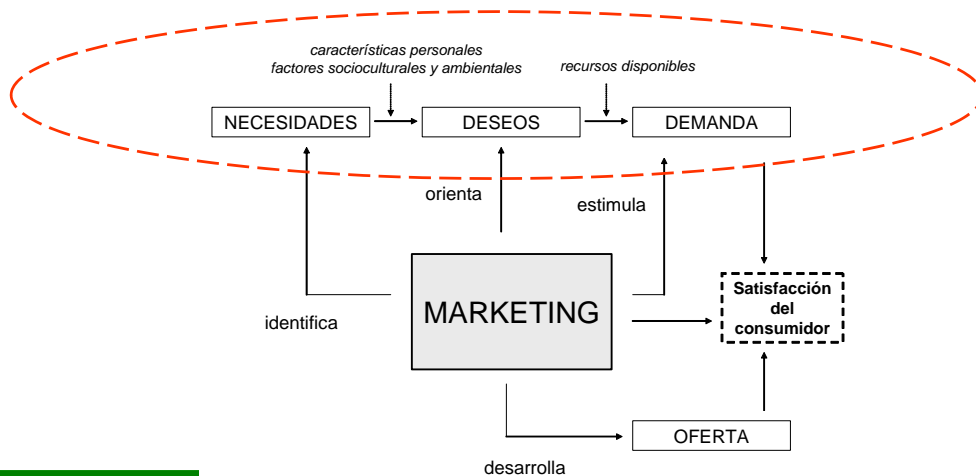 características personales
factores socioculturales y ambientales
recursos disponibles
NECESIDADES
DESEOS
DEMANDA
orienta
estimula
identifica
MARKETING
Satisfacción
del
consumidor
OFERTA
desarrolla